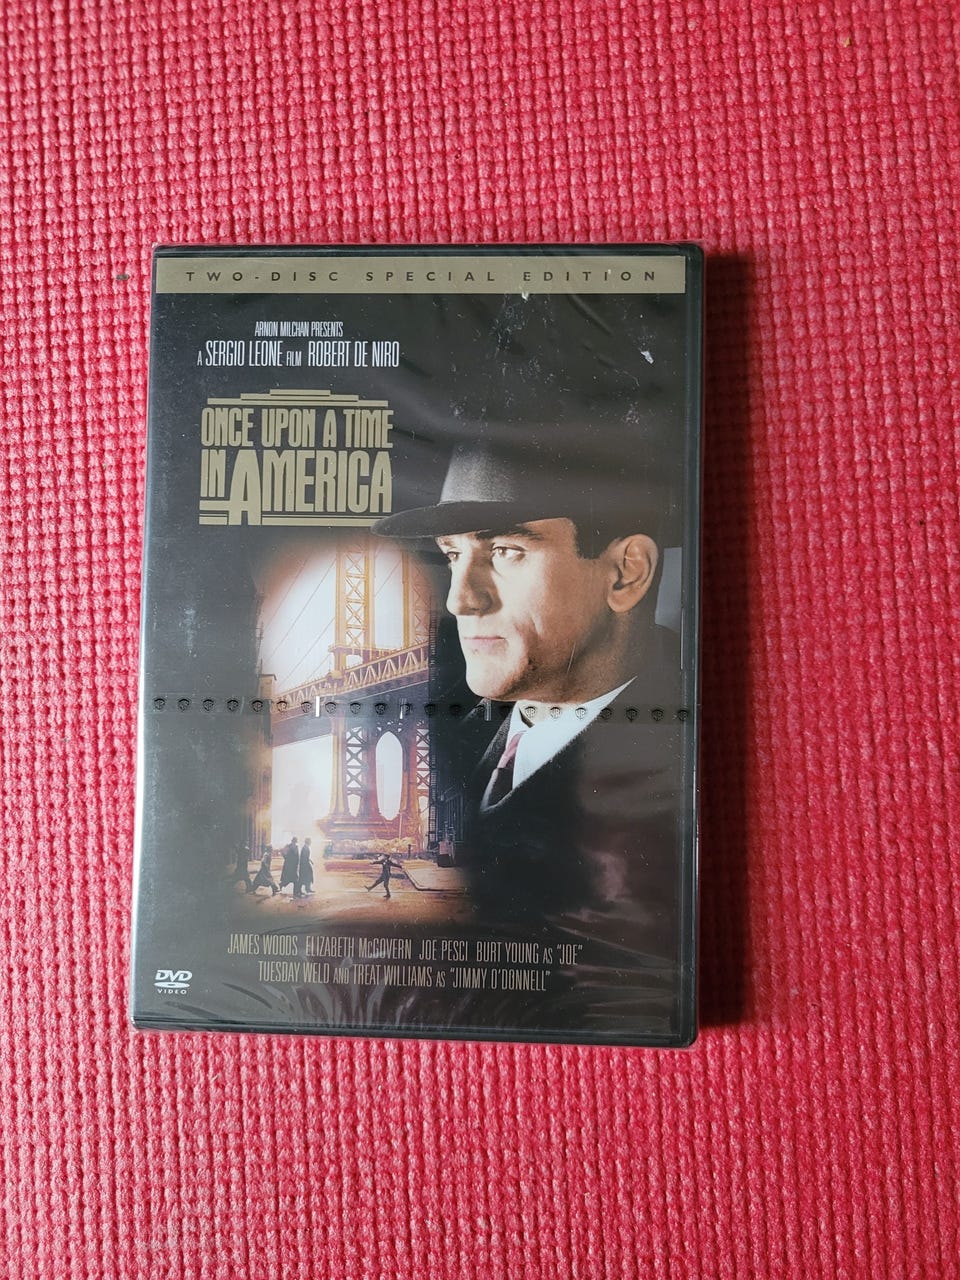 TWO-DISC SPECIAL EDITION
ARNON MILCHAN PRESENTS
A SERGIO LEONE FILM ROBERT DE NIRO
ONCE UPON A TIME
IN AMERICA
JAMES WOODS ELIZABETH McGOVERN JOE PESCI BURT YOUNG AS "JOE"
TUESDAY WELD AND TREAT WILLIAMS AS "JIMMY O'DONNELL"
DVD
VIDEO